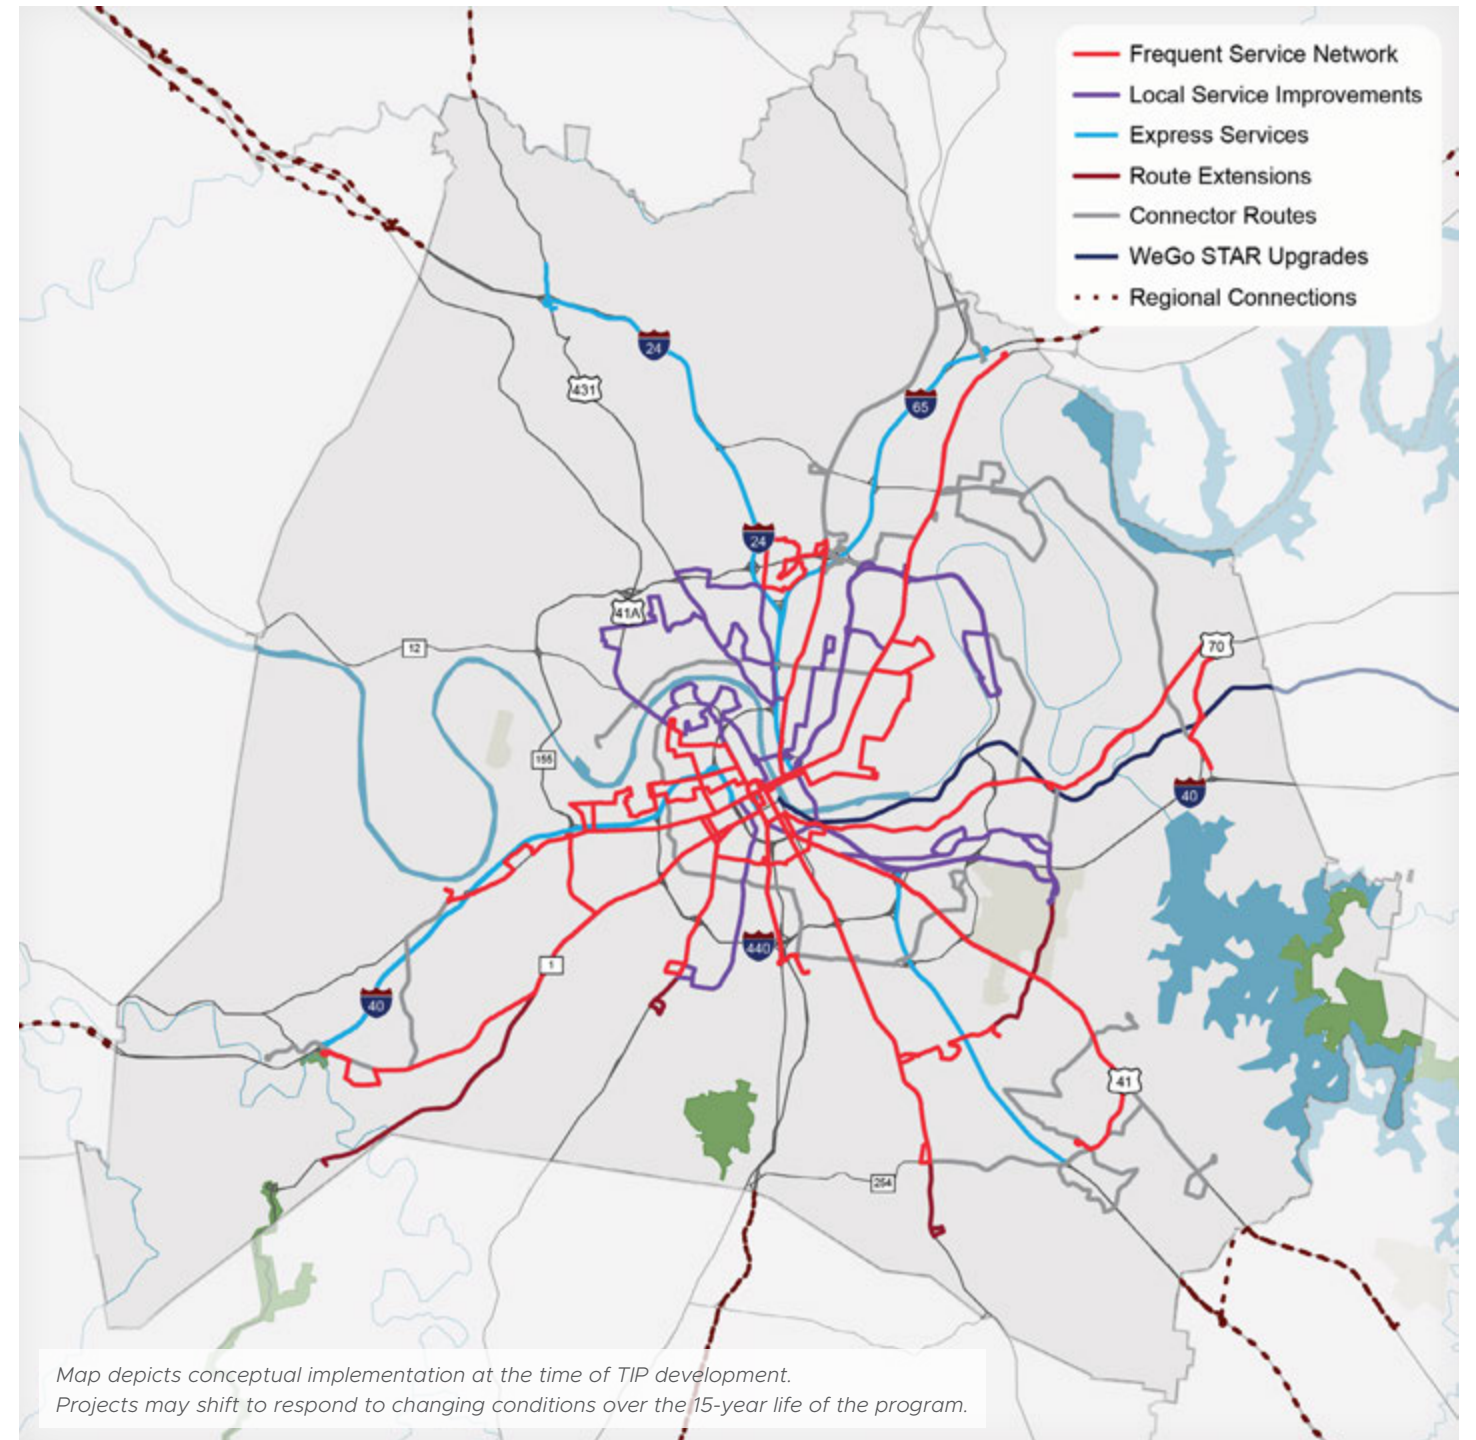 Frequent Service Network
Local Service Improvements
Express Services
Route Extensions
Connector Routes
WeGo STAR Upgrades
Regional Connections
24
431
65
24
41A
12
70
155
40
440
1
40
41
254
Map depicts conceptual implementation at the time of TIP development.
Projects may shift to respond to changing conditions over the 15-year life of the program.